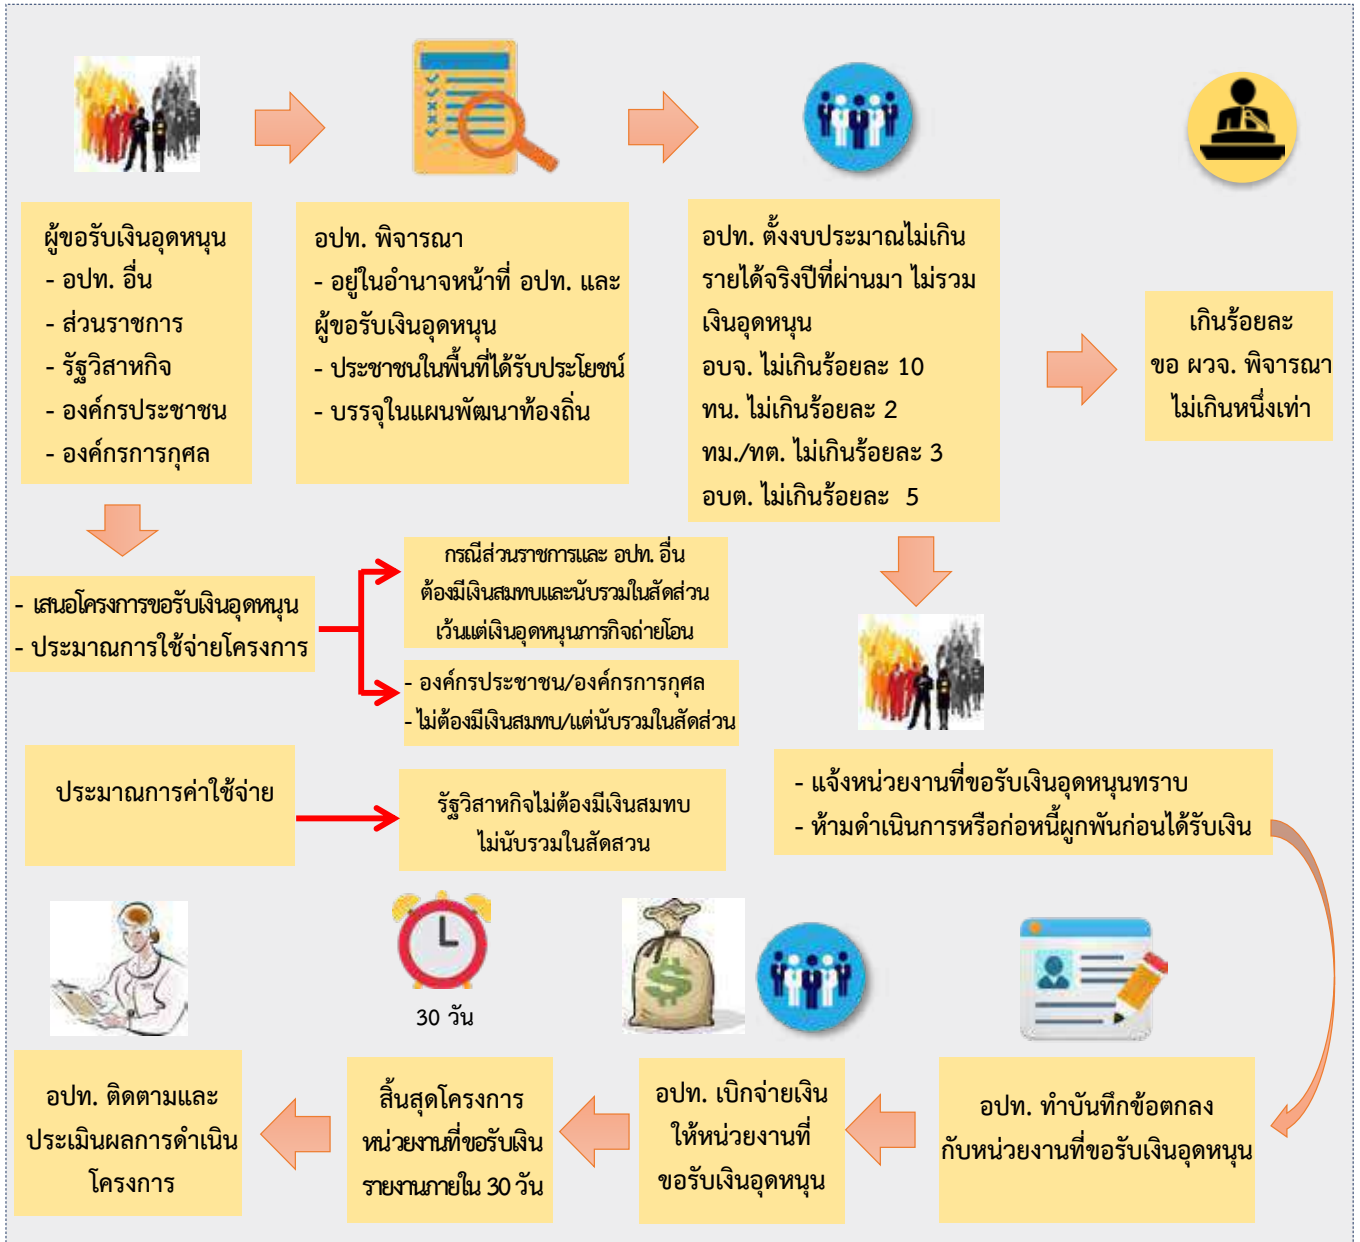 ผู้ขอรับเงินอุดหนุน
- อปท. อื่น
- ส่วนราชการ
- รัฐวิสาหกิจ
- องค์กรประชาชน
- องค์กรการกุศล
อปท. พิจารณา
- อยู่ในอำนาจหน้าที่ อปท. และ
ผู้ขอรับเงินอุดหนุน
- ประชาชนในพื้นที่ได้รับประโยชน์
- บรรจุในแผนพัฒนาท้องถิ่น
อปท. ตั้งงบประมาณไม่เกิน
รายได้จริงปีที่ผ่านมา ไม่รวม
เงินอุดหนุน
อบจ. ไม่เกินร้อยละ 10
ทน. ไม่เกินร้อยละ 2
ทม./ทต. ไม่เกินร้อยละ 3
อบต. ไม่เกินร้อยละ 5
เกินร้อยละ
ขอ ผวจ. พิจารณา
ไม่เกินหนึ่งเท่า
- เสนอโครงการขอรับเงินอุดหนุน
- ประมาณการใช้จ่ายโครงการ
กรณีส่วนราชการและ อปท. อื่น
ต้องมีเงินสมทบและนับรวมในสัดส่วน
เว้นแต่เงินอุดหนุนภารกิจถ่ายโอน
- องค์กรประชาชน/องค์กรการกุศล
- ไม่ต้องมีเงินสมทบ/แต่นับรวมในสัดส่วน
ประมาณการค่าใช้จ่าย
รัฐวิสาหกิจไม่ต้องมีเงินสมทบ
ไม่นับรวมในสัดสวน
- แจ้งหน่วยงานที่ขอรับเงินอุดหนุนทราบ
- ห้ามดำเนินการหรือก่อหนี้ผูกพันก่อนได้รับเงิน
30 วัน
อปท. ติดตามและ
ประเมินผลการดำเนิน
โครงการ
สิ้นสุดโครงการ
หน่วยงานที่ขอรับเงิน
รายงานภายใน 30 วัน
อปท. เบิกจ่ายเงิน
ให้หน่วยงานที่
ขอรับเงินอุดหนุน
อปท. ทำบันทึกข้อตกลง
กับหน่วยงานที่ขอรับเงินอุดหนุน